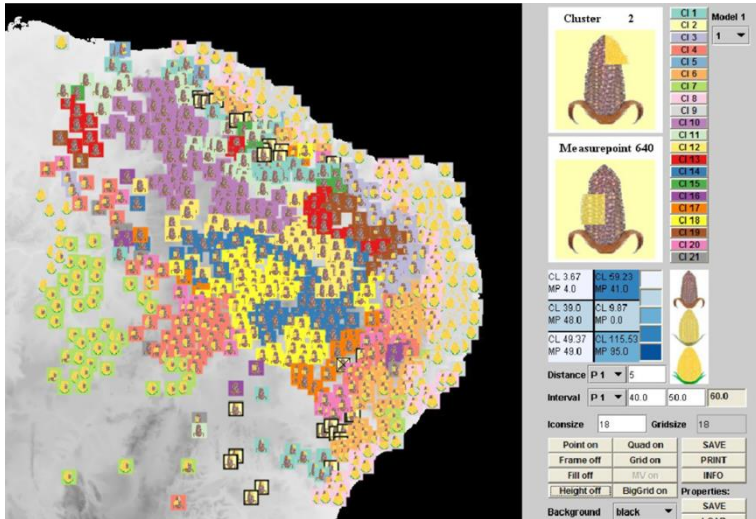 Cluster 2
Measurepoint 640
Cl 1
Cl 2
Cl 3
Cl 4
Cl 5
Cl 6
Cl 7
Cl 8
Cl 9
Cl 10
Cl 11
Cl 12
Cl 13
Cl 14
Cl 15
Cl 16
Cl 17
Cl 18
Cl 19
Cl 20
Cl 21
Model 1
1
CL 3.67
MP 4.0
CL 59.23
MP 41.0
CL 39.0
MP 48.0
CL 9.87
MP 0.0
CL 49.37
MP 49.0
CL 115.53
MP 95.0
Distance P 1 5
Interval P 1 40.0 50.0 60.0
Iconsize 18 Gridsize 18
Point on Quad on SAVE
Frame off Grid on PRINT
Fill off MV on INFO
Height off BigGrid on Properties:
Background black SAVE